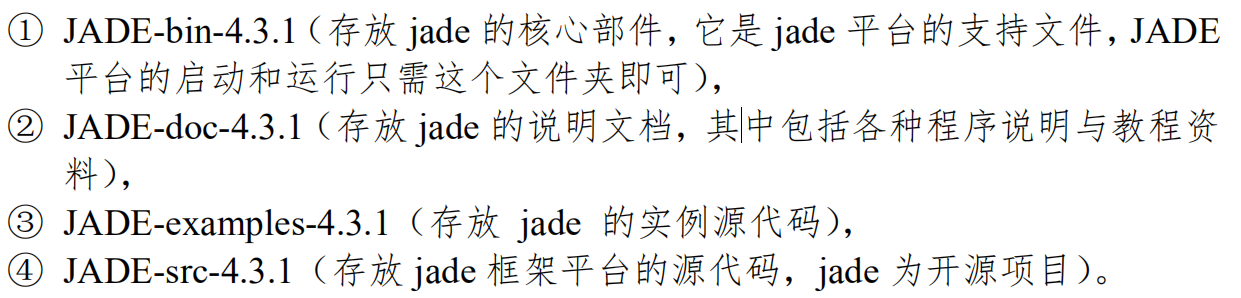 ① JADE-bin-4.3.1（存放 jade 的核心部件，它是 jade 平台的支持文件，JADE
平台的启动和运行只需这个文件夹即可），
② JADE-doc-4.3.1（存放 jade 的说明文档，其中包括各种程序说明与教程资
料），
③ JADE-examples-4.3.1（存放 jade 的实例源代码），
④ JADE-src-4.3.1（存放 jade 框架平台的源代码，jade 为开源项目）。